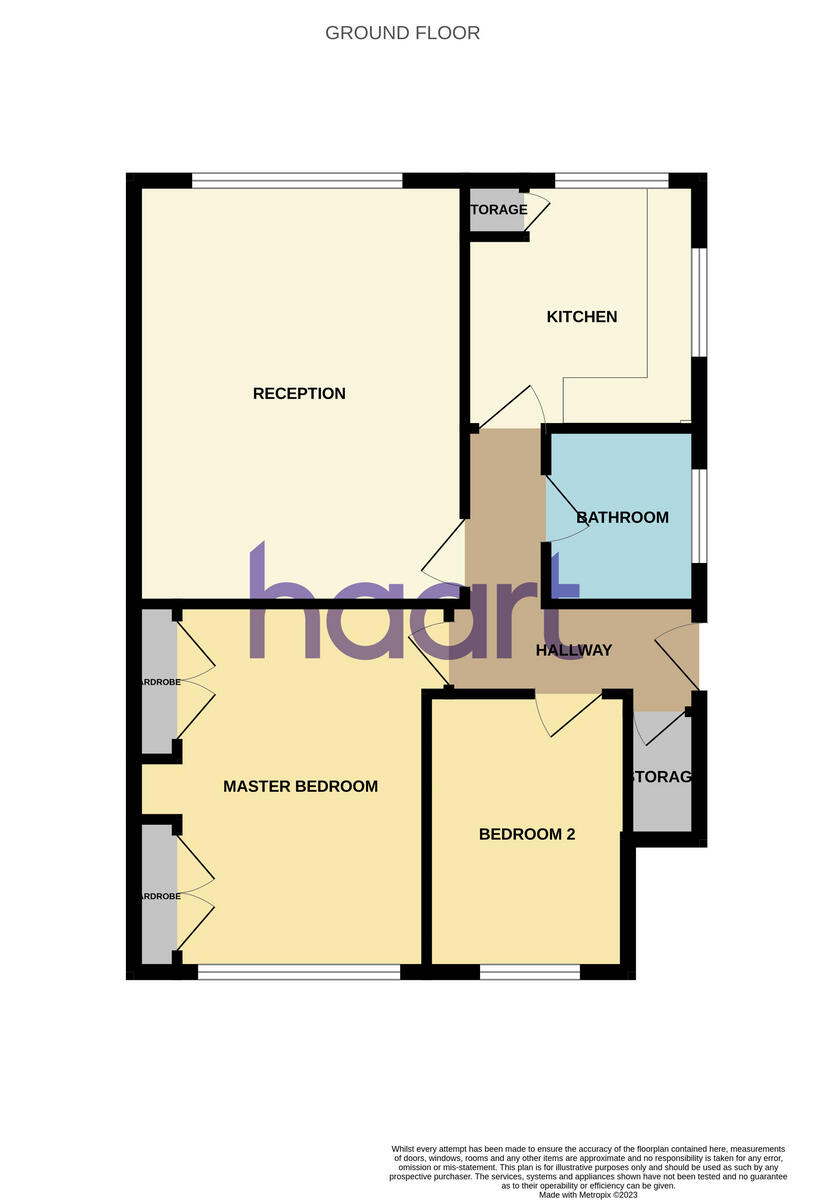 GROUND FLOOR
TORAGE
KITCHEN
RECEPTION
BATHROOM
haart
HALLWAY
ARDROBE
STORAG
MASTER BEDROOM
BEDROOM 2
ARDROBE
Whilst every attempt has been made to ensure the accuracy of the floorplan contained here, measurements
of doors, windows, rooms and any other items are approximate and no responsibility is taken for any error,
omission or mis-statement. This plan is for illustrative purposes only and should be used as such by any
prospective purchaser. The services, systems and appliances shown have not been tested and no guarantee
as to their operability or efficiency can be given.
Made with Metropix ©2023